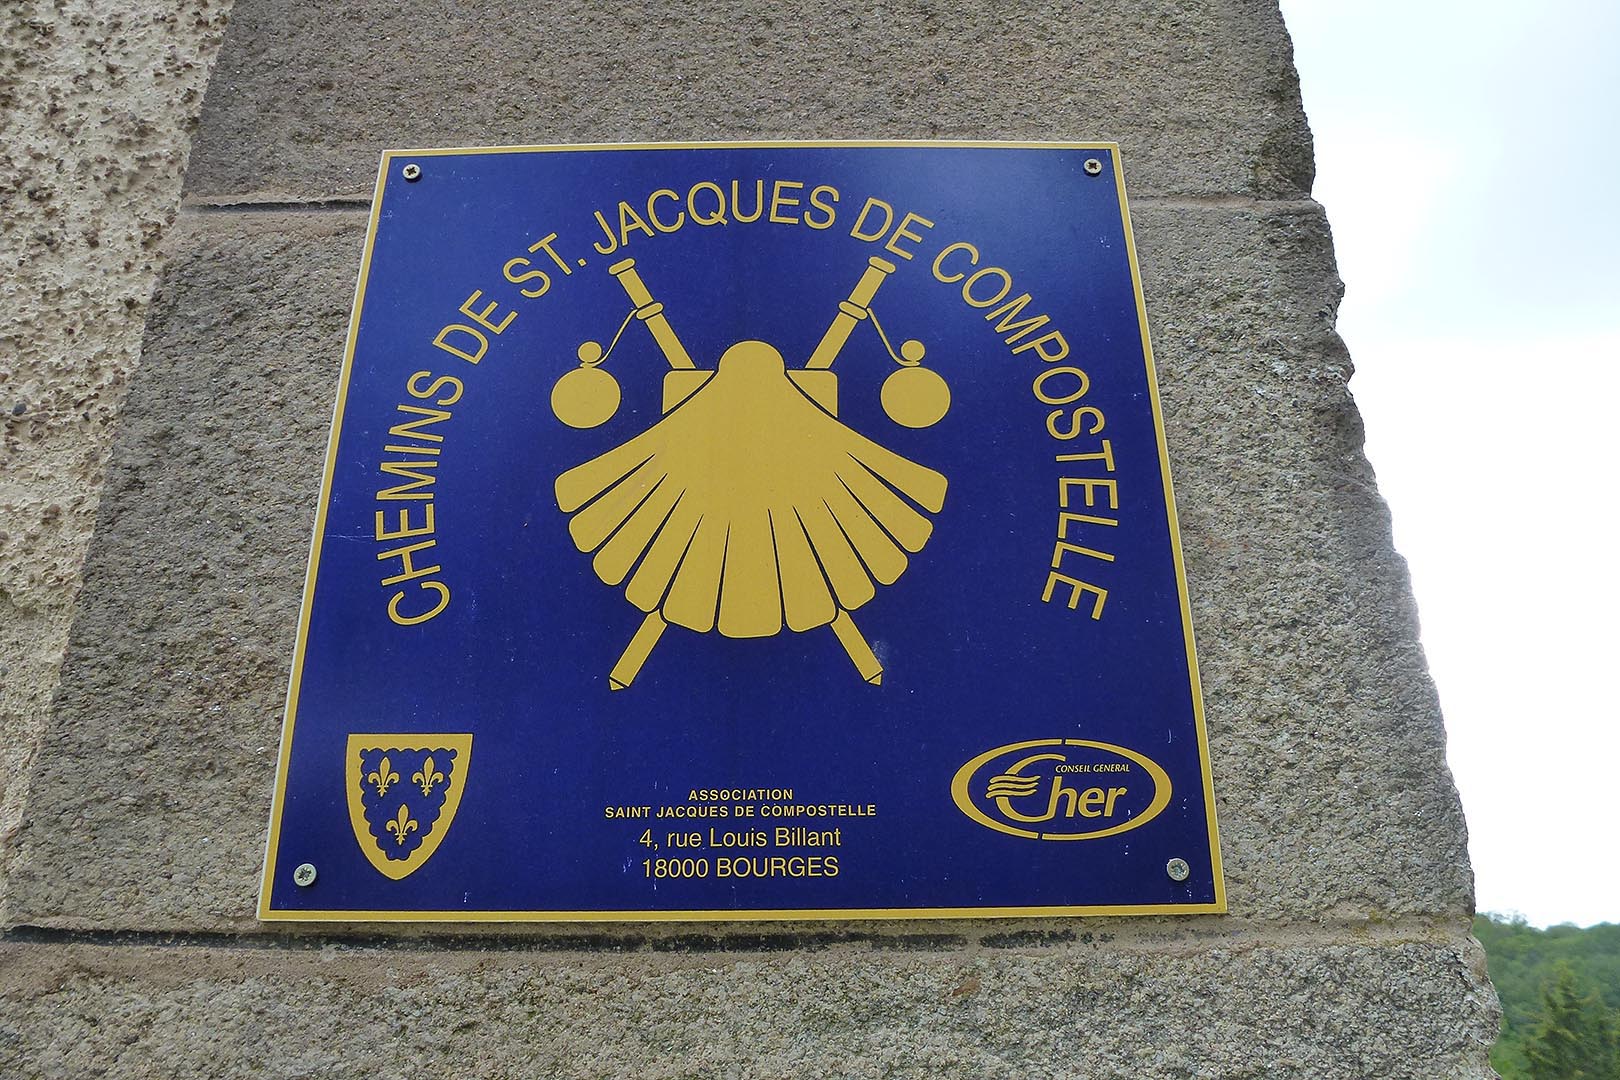 CHEMINS DE ST. JACQUES DE COMPOSTELLE
ASSOCIATION
SAINT JACQUES DE COMPOSTELLE
4, rue Louis Billant
18000 BOURGES
CONSEIL GENERAL
Cher